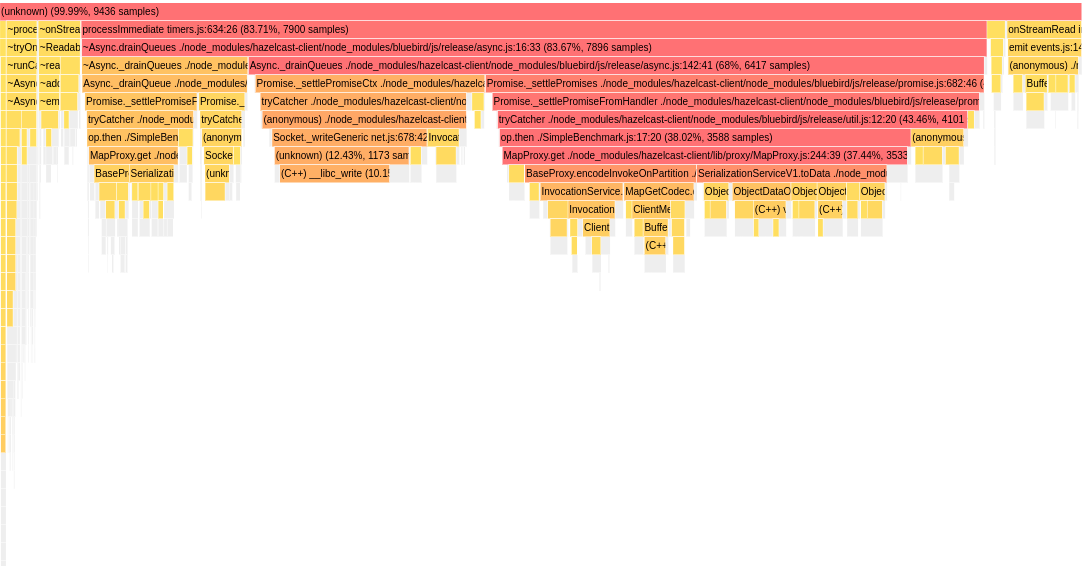 (unknown) (99.99%, 9436 samples)
~proce ~onStrea processImmediate timers.js:634:26 (83.71%, 7900 samples) onStreamRead i
~tryOn ~Readab ~Async.drainQueues ./node_modules/hazelcast-client/node_modules/bluebird/js/release/async.js:16:33 (83.67%, 7896 samples) emit events.js:14
~runCa ~rea ~Async._drainQueues ./node_module Async._drainQueues ./node_modules/hazelcast-client/node_modules/bluebird/js/release/async.js:142:41 (68%, 6417 samples) (anonymous) ./r
~Asyn ~add Async._drainQueue ./node_modules/ Promise._settlePromiseCtx ./node_modules/hazelc Promise._settlePromises ./node_modules/hazelcast-client/node_modules/bluebird/js/release/promise.js:682:46 ( Buffe
~Asyn ~em Promise._settlePromiseF Promise._ tryCatcher ./node_modules/hazelcast-client/no Promise._settlePromiseFromHandler ./node_modules/hazelcast-client/node_modules/bluebird/js/release/prom
tryCatcher ./node_modu tryCatche (anonymous) ./node_modules/hazelcast-client tryCatcher ./node_modules/hazelcast-client/node_modules/bluebird/js/release/util.js:12:20 (43.46%, 4101
op.then ./SimpleBen (anonym Socket._writeGeneric net.js:678:42 Invocat op.then ./SimpleBenchmark.js:17:20 (38.02%, 3588 samples) (anonymous
MapProxy.get ./node Socke (unknown) (12.43%, 1173 sam MapProxy.get ./node_modules/hazelcast-client/lib/proxy/MapProxy.js:244:39 (37.44%, 3533
BasePr Serializati (unkr (C++) __libc_write (10.15 BaseProxy.encodeInvokeOnPartition ./ SerializationServiceV1.toData ./node_mod
InvocationService. MapGetCodec.e Objec ObjectDataO Objec Object Objec
Invocation ClientMe (C++) v (C++
Client Buffe
(C++